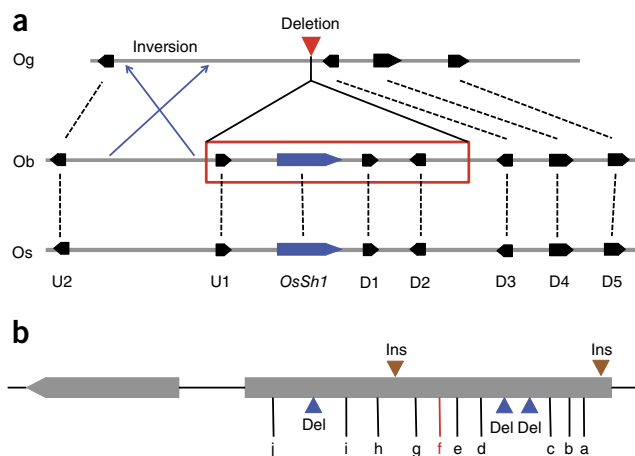 a
Deletion
Inversion
Og
Ob
Os
U2 U1 OsSh1 D1 D2 D3 D4 D5
b
Ins Ins
Del Del Del
j i h g f e d c b a